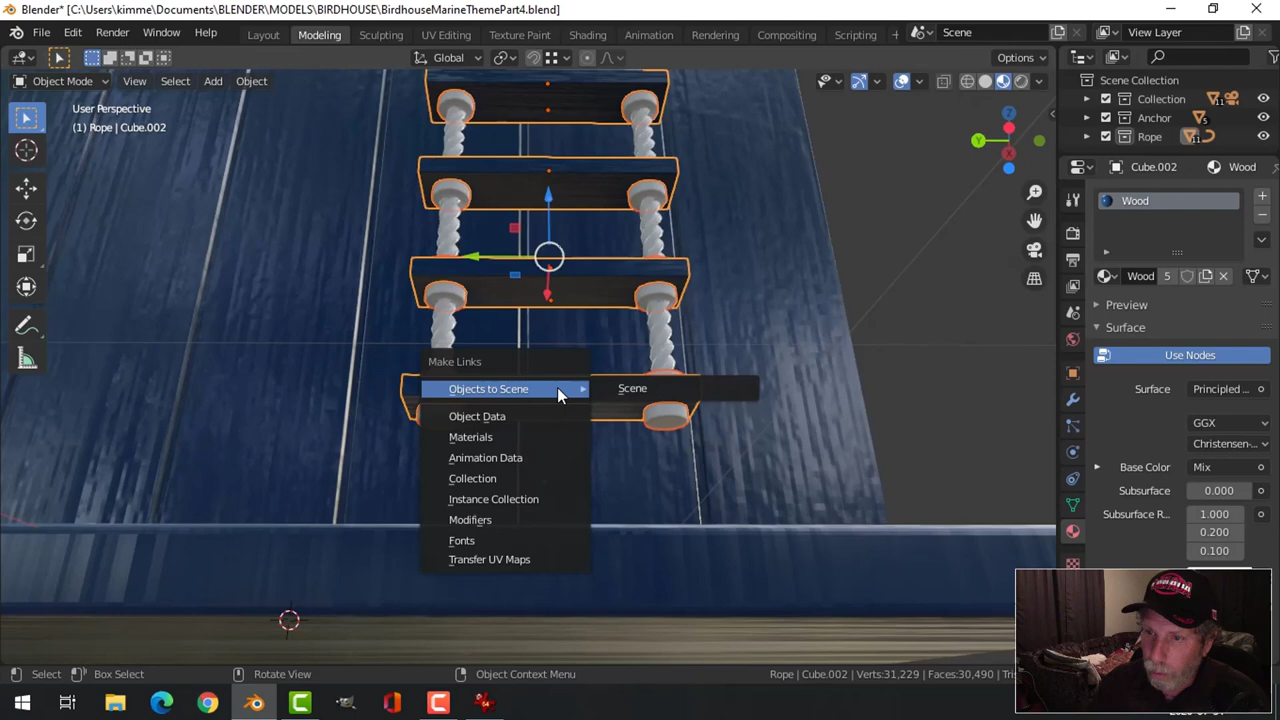 Blender* [C:\Users\kimme\Documents\BLENDER\MODELS\BIRDHOUSE\BirdhouseMarineThemePart4.blend]
File Edit Render Window Help Layout Modeling Sculpting UV Editing Texture Paint Shading Animation Rendering Compositing Scripting Scene View Layer
Global Options
Object Mode View Select Add Object
User Perspective
(1) Rope | Cube.002
Scene Collection
Collection 11
Anchor 5
Rope 11
Cube.002 Wood
Wood
Wood 5
Preview
Surface
Use Nodes
Surface Principled
GGX
Christensen-...
Base Color Mix
Subsurface 0.000
Subsurface R... 1.000
0.200
0.100
Make Links
Objects to Scene Scene
Object Data
Materials
Animation Data
Collection
Instance Collection
Modifiers
Fonts
Transfer UV Maps
X
Y
Z
Select Box Select Rotate View Object Context Menu Rope | Cube.002 | Verts:31,229 | Faces:30,490 | Tris